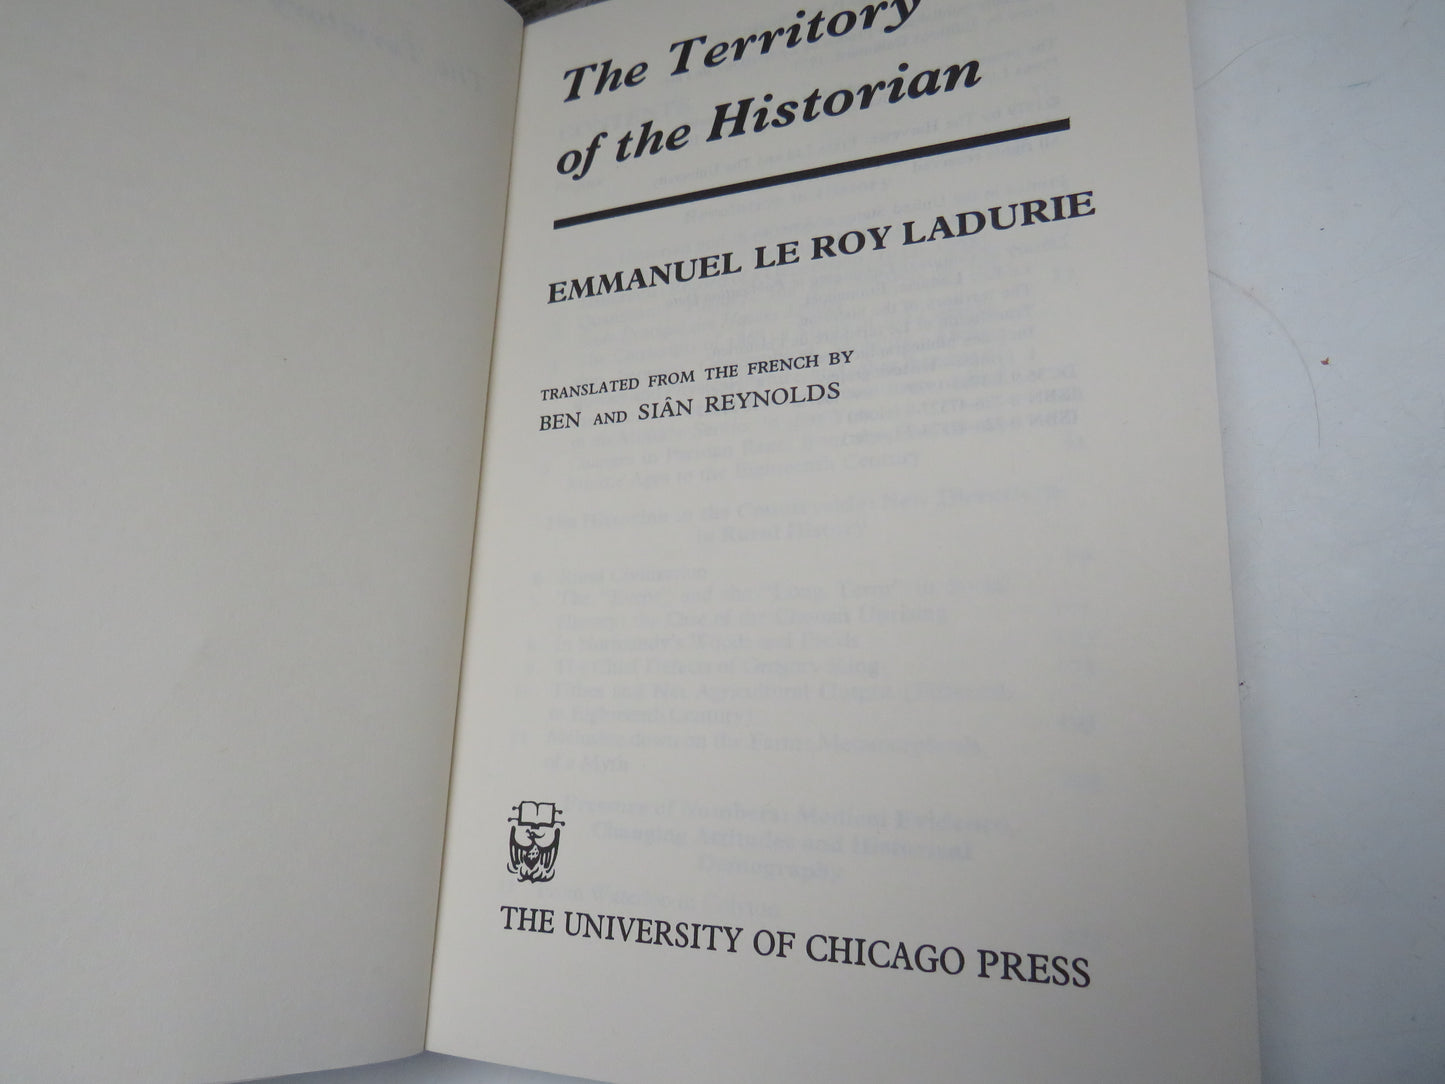 The Territory
of the Historian
EMMANUEL LE ROY LADURIE
TRANSLATED FROM THE FRENCH BY
BEN AND SIÂN REYNOLDS
THE UNIVERSITY OF CHICAGO PRESS